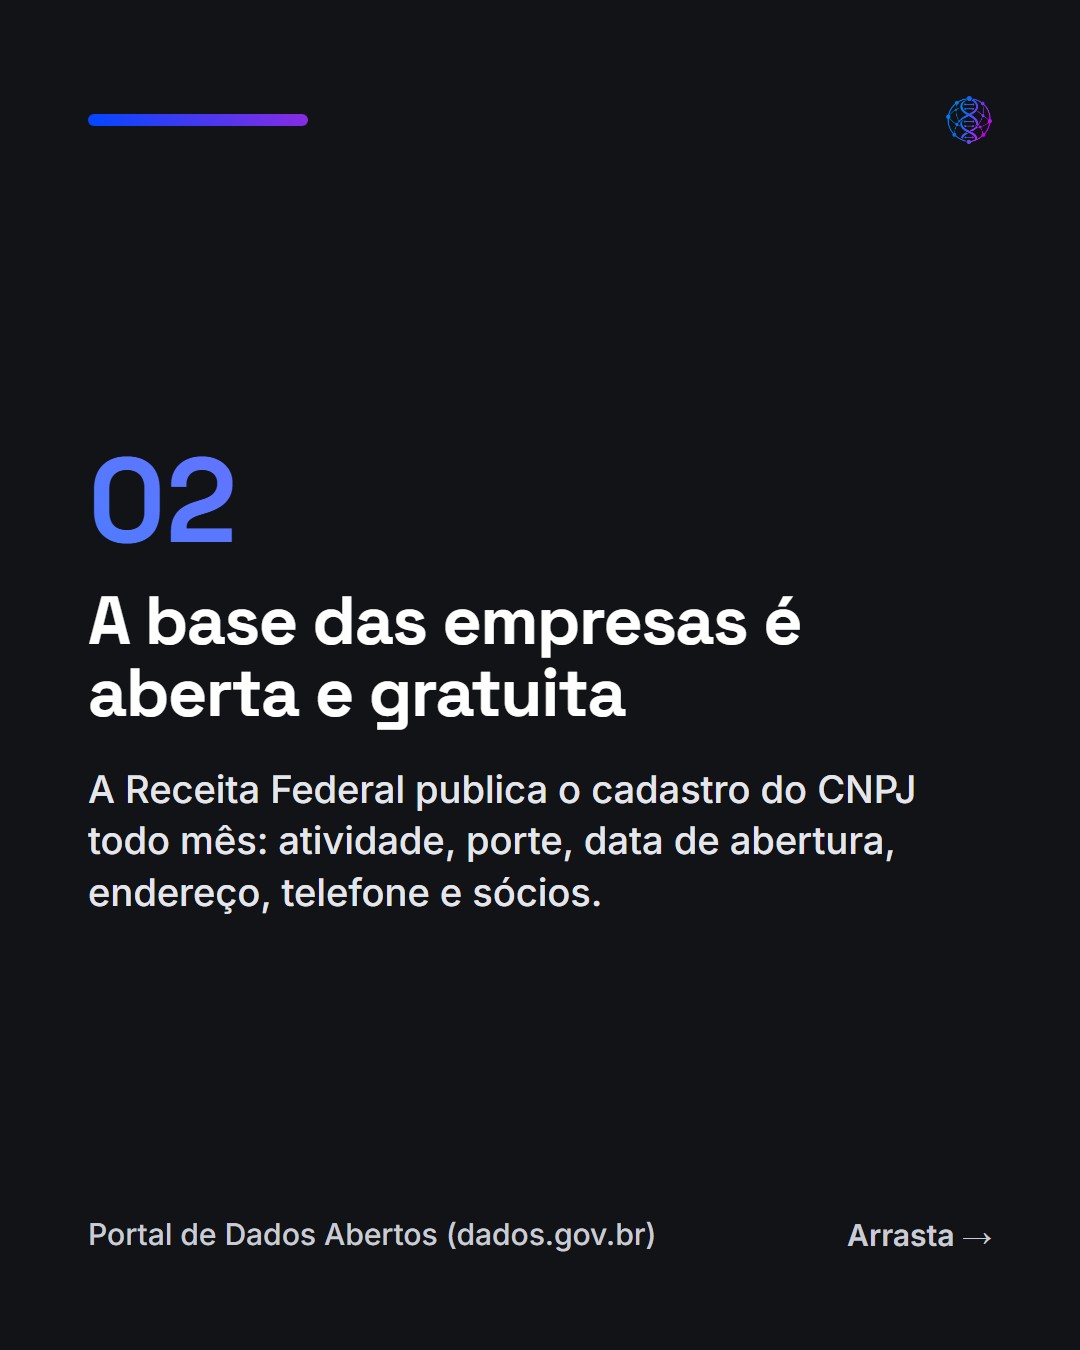 02
A base das empresas é
aberta e gratuita
A Receita Federal publica o cadastro do CNPJ
todo mês: atividade, porte, data de abertura,
endereço, telefone e sócios.
Portal de Dados Abertos (dados.gov.br)
Arrasta →